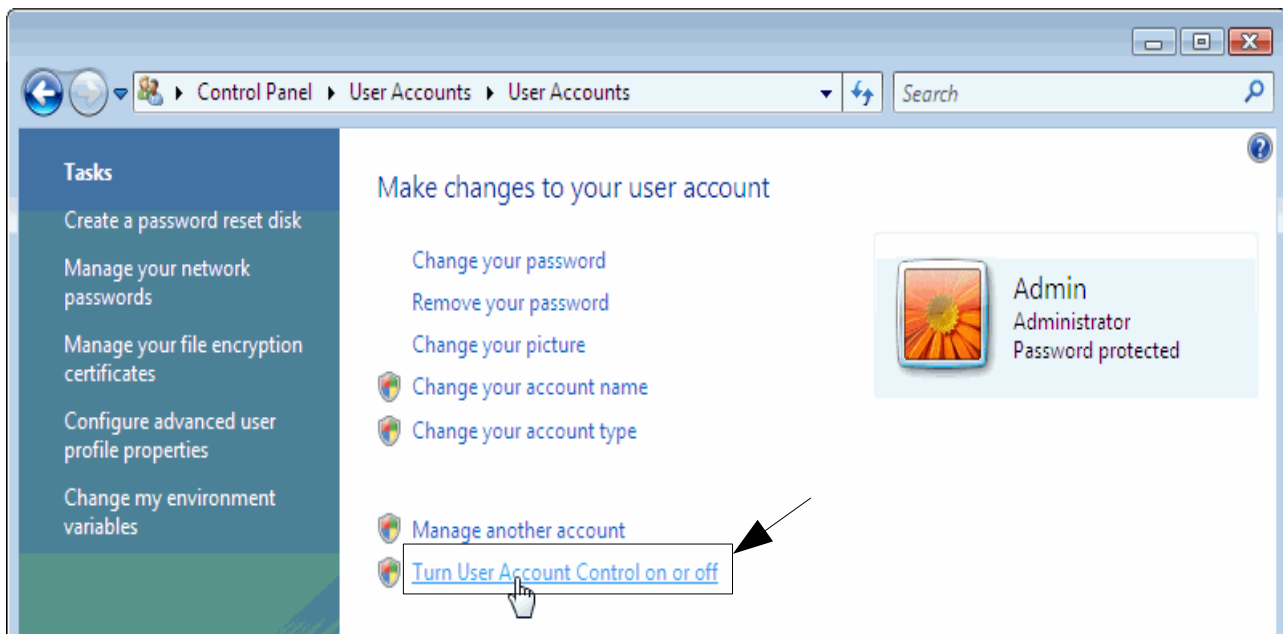 Control Panel User Accounts User Accounts
Search
Tasks
Create a password reset disk
Manage your network
passwords
Manage your file encryption
certificates
Configure advanced user
profile properties
Change my environment
variables
Make changes to your user account
Change your password
Remove your password
Change your picture
Change your account name
Change your account type
Manage another account
Turn User Account Control on or off
Admin
Administrator
Password protected